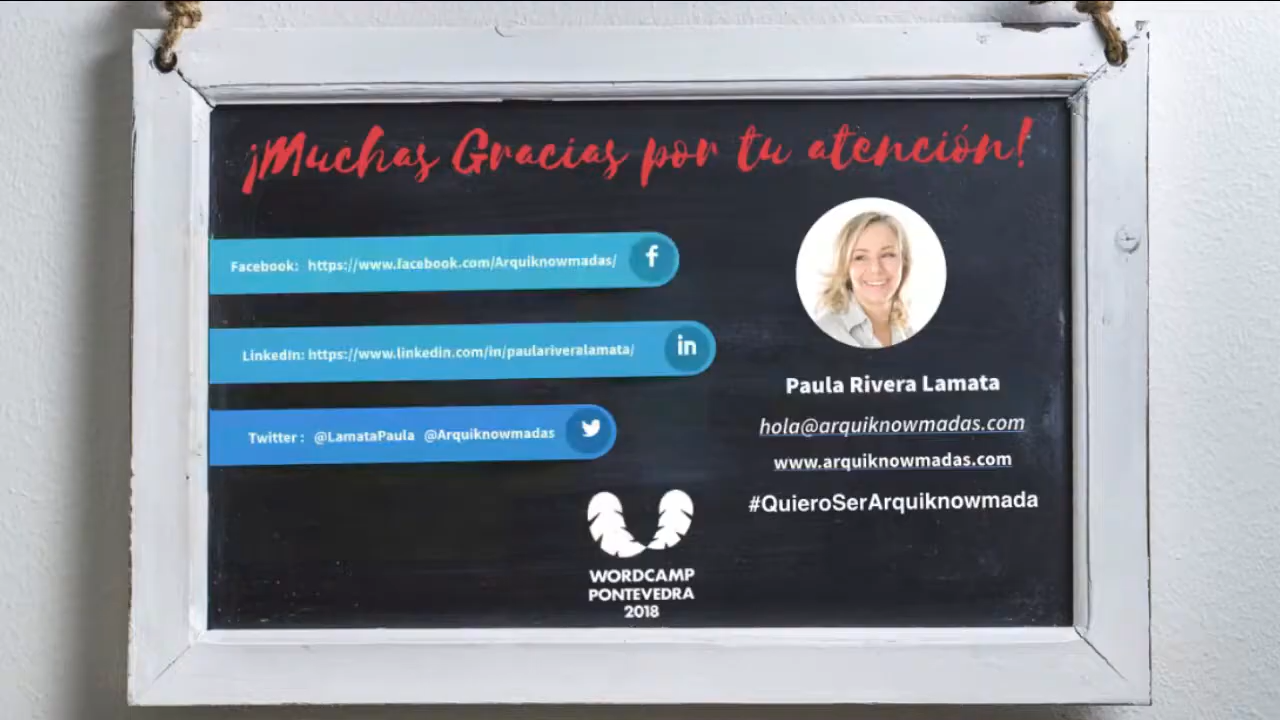 ¡Muchas Gracias por tu atención!
Facebook: https://www.facebook.com/Arquiknowmadas/
LinkedIn: https://www.linkedin.com/in/paulariveralamata/
Twitter : @LamataPaula @Arquiknowmadas
Paula Rivera Lamata
hola@arquiknowmadas.com
www.arquiknowmadas.com
#QuieroSerArquiknowmada
WORDCAMP
PONTEVEDRA
2018